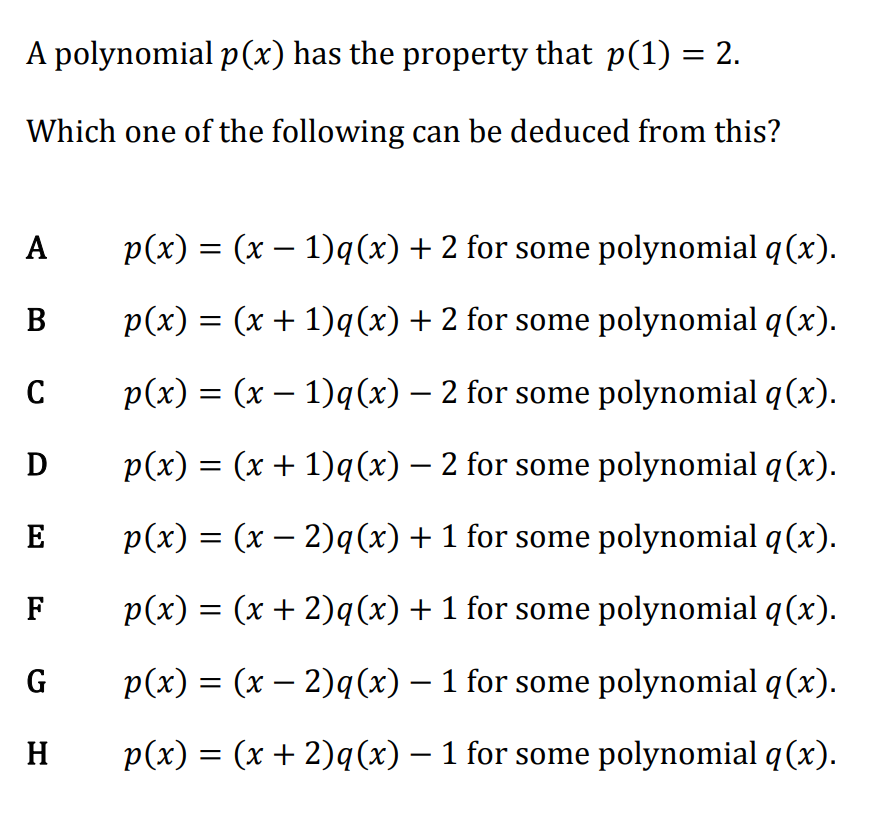 A polynomial p(x) has the property that p(1) = 2.
Which one of the following can be deduced from this?
A p(x) = (x − 1)q(x) + 2 for some polynomial q(x).
B p(x) = (x + 1)q(x) + 2 for some polynomial q(x).
C p(x) = (x − 1)q(x) − 2 for some polynomial q(x).
D p(x) = (x + 1)q(x) − 2 for some polynomial q(x).
E p(x) = (x − 2)q(x) + 1 for some polynomial q(x).
F p(x) = (x + 2)q(x) + 1 for some polynomial q(x).
G p(x) = (x − 2)q(x) − 1 for some polynomial q(x).
H p(x) = (x + 2)q(x) − 1 for some polynomial q(x).